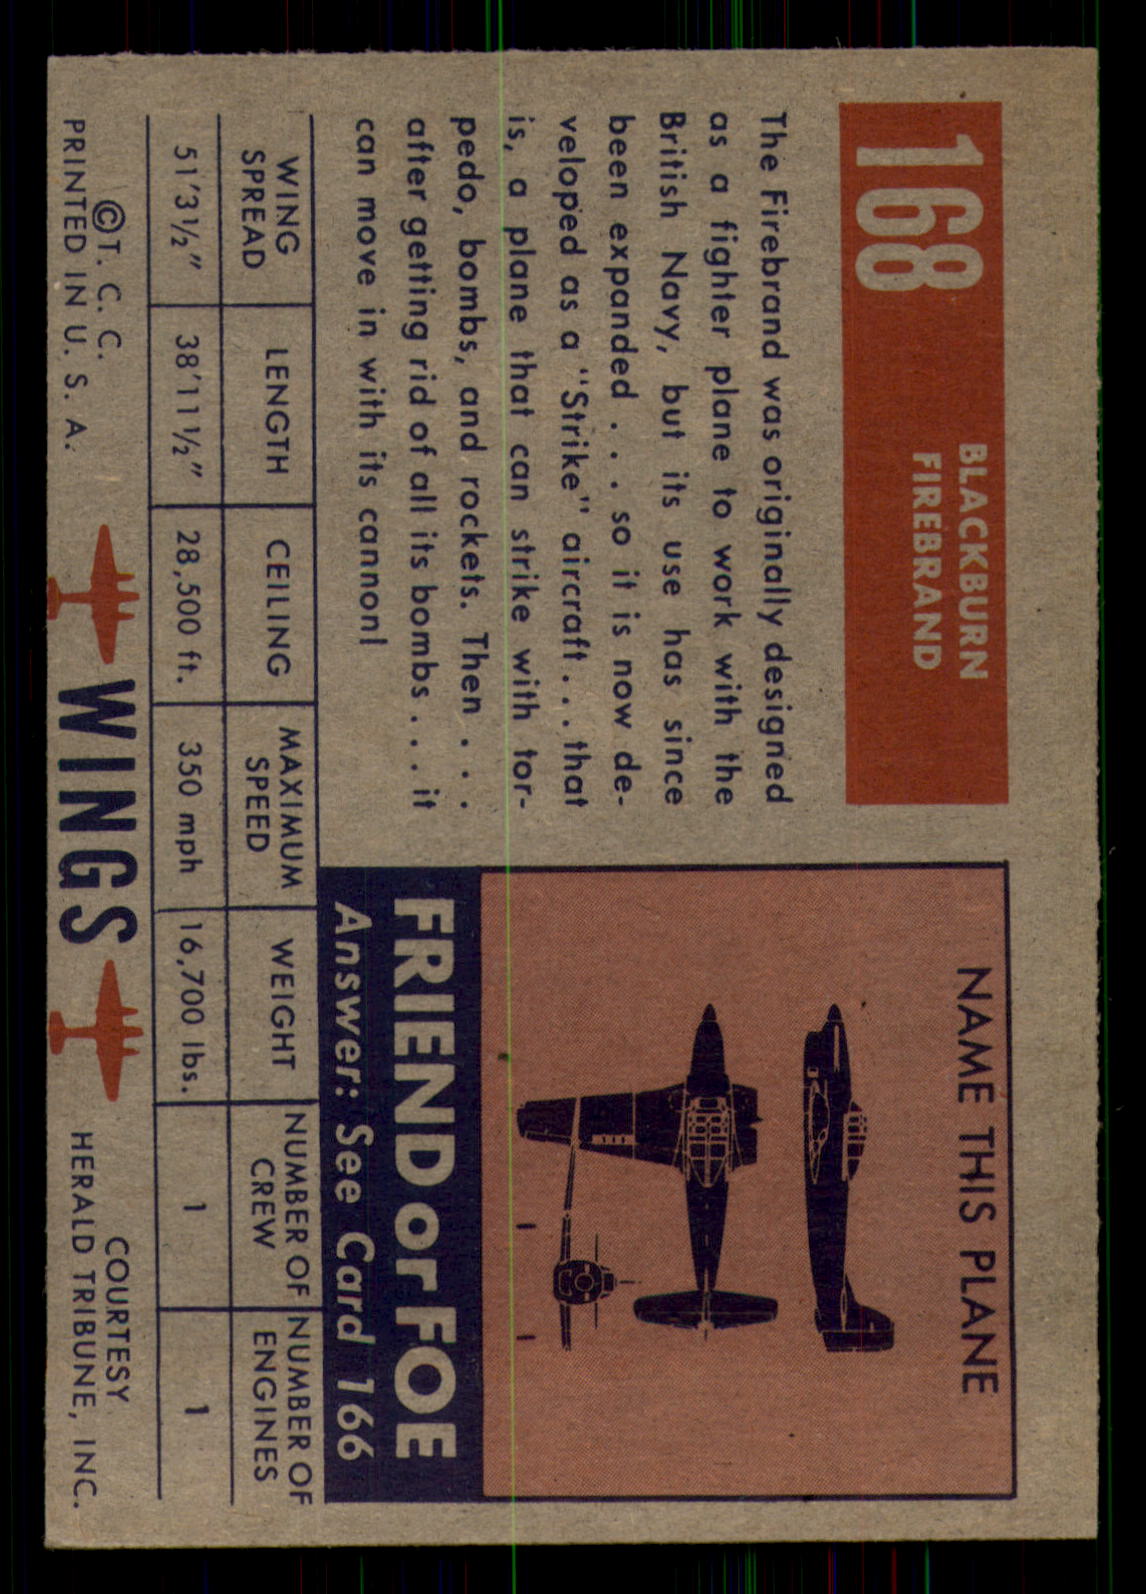 168
BLACKBURN
FIREBRAND
The Firebrand was originally designed
as a fighter plane to work with the
British Navy, but its use has since
been expanded . . . so it is now de-
veloped as a "Strike" aircraft . . . that
is, a plane that can strike with tor-
pedo, bombs, and rockets. Then . . .
after getting rid of all its bombs . . . it
can move in with its cannon!
NAME THIS PLANE
FRIEND or FOE
Answer: See Card 166
WING SPREAD LENGTH CEILING MAXIMUM SPEED WEIGHT NUMBER OF CREW NUMBER OF ENGINES
51'3½" 38'11½" 28,500 ft. 350 mph 16,700 lbs. 1 1
©T. C. C.
PRINTED IN U. S. A.
WINGS
COURTESY
HERALD TRIBUNE, INC.